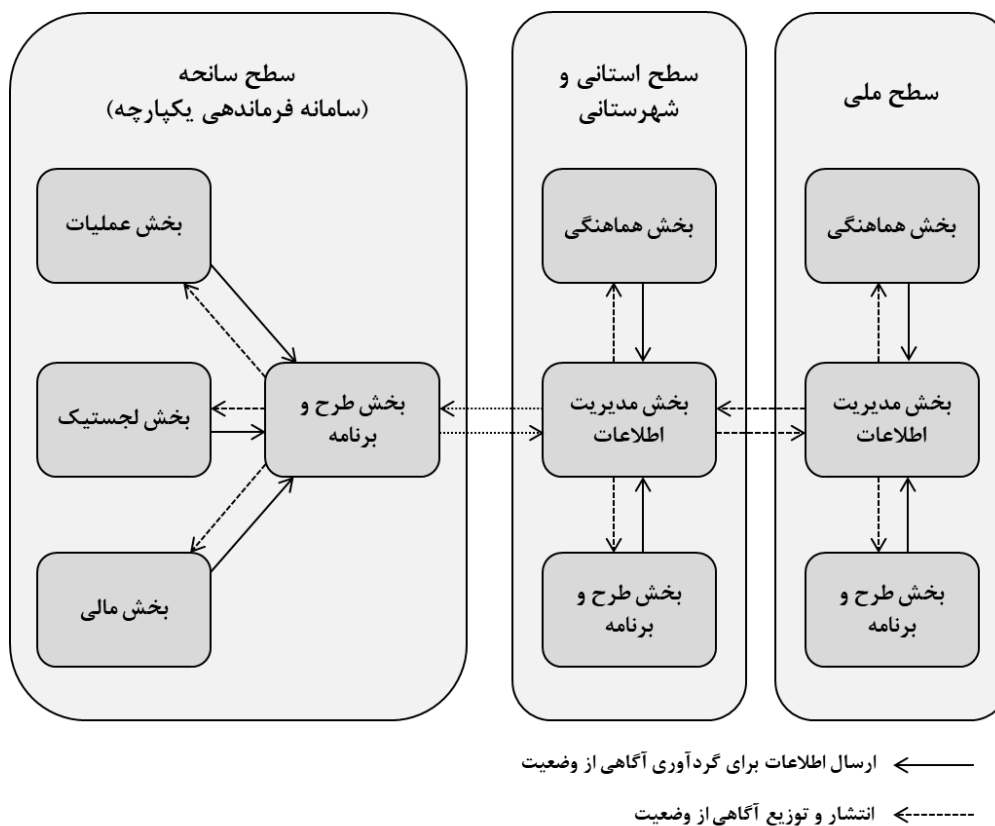 سطح ملی
بخش هماهنگی
بخش مدیریت
اطلاعات
بخش طرح و
برنامه
سطح استانی و
شهرستانی
بخش هماهنگی
بخش مدیریت
اطلاعات
بخش طرح و
برنامه
سطح سانحه
(سامانه فرماندهی یکپارچه)
بخش عملیات
بخش طرح و
برنامه
بخش لجستیک
بخش مالی
ارسال اطلاعات برای گردآوری آگاهی از وضعیت
انتشار و توزیع آگاهی از وضعیت